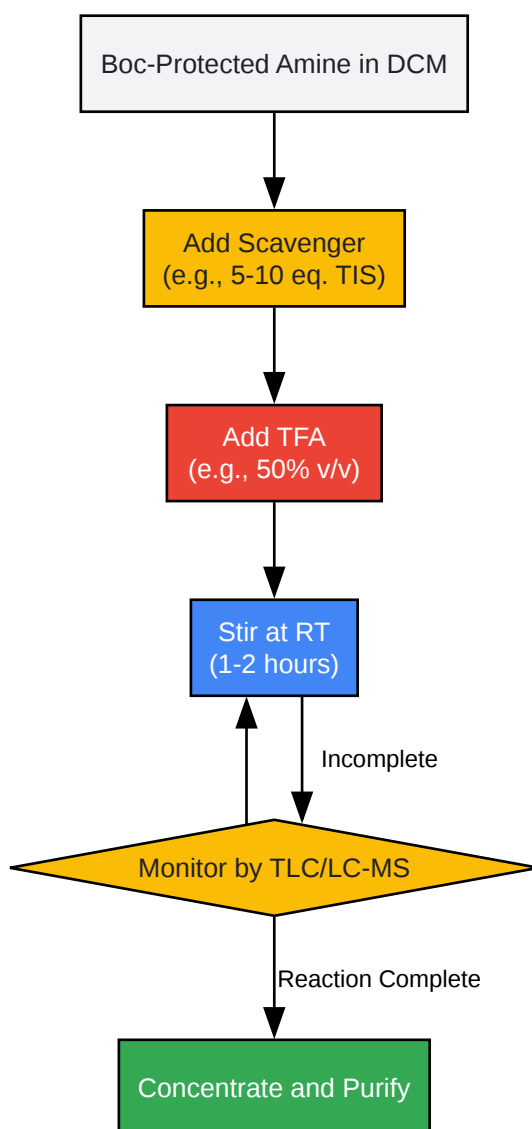 Boc-Protected Amine in DCM
Add Scavenger
(e.g., 5-10 eq. TIS)
Add TFA
(e.g., 50% v/v)
Stir at RT
(1-2 hours)
Incomplete
Monitor by TLC/LC-MS
Reaction Complete
Concentrate and Purify